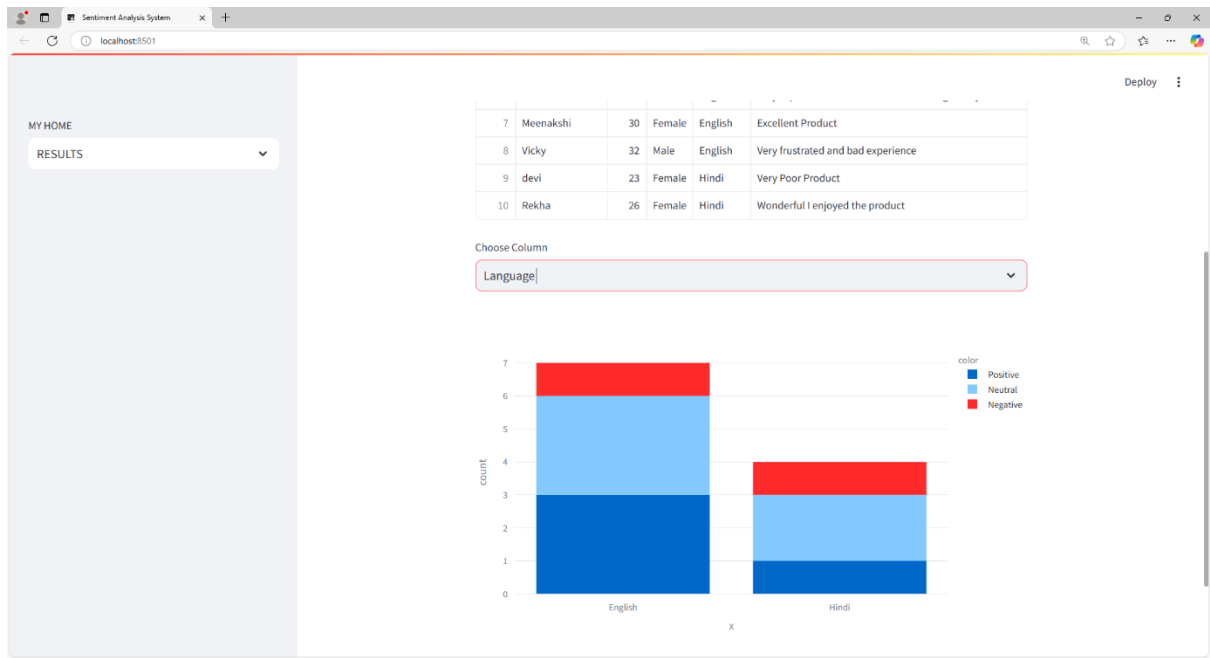 Sentiment Analysis System
localhost:8501
Deploy
MY HOME
RESULTS
7 Meenakshi 30 Female English Excellent Product
8 Vicky 32 Male English Very frustrated and bad experience
9 devi 23 Female Hindi Very Poor Product
10 Rekha 26 Female Hindi Wonderful I enjoyed the product
Choose Column
Language
color
Positive
Neutral
Negative
7
6
5
4
3
2
1
0
count
English Hindi
x